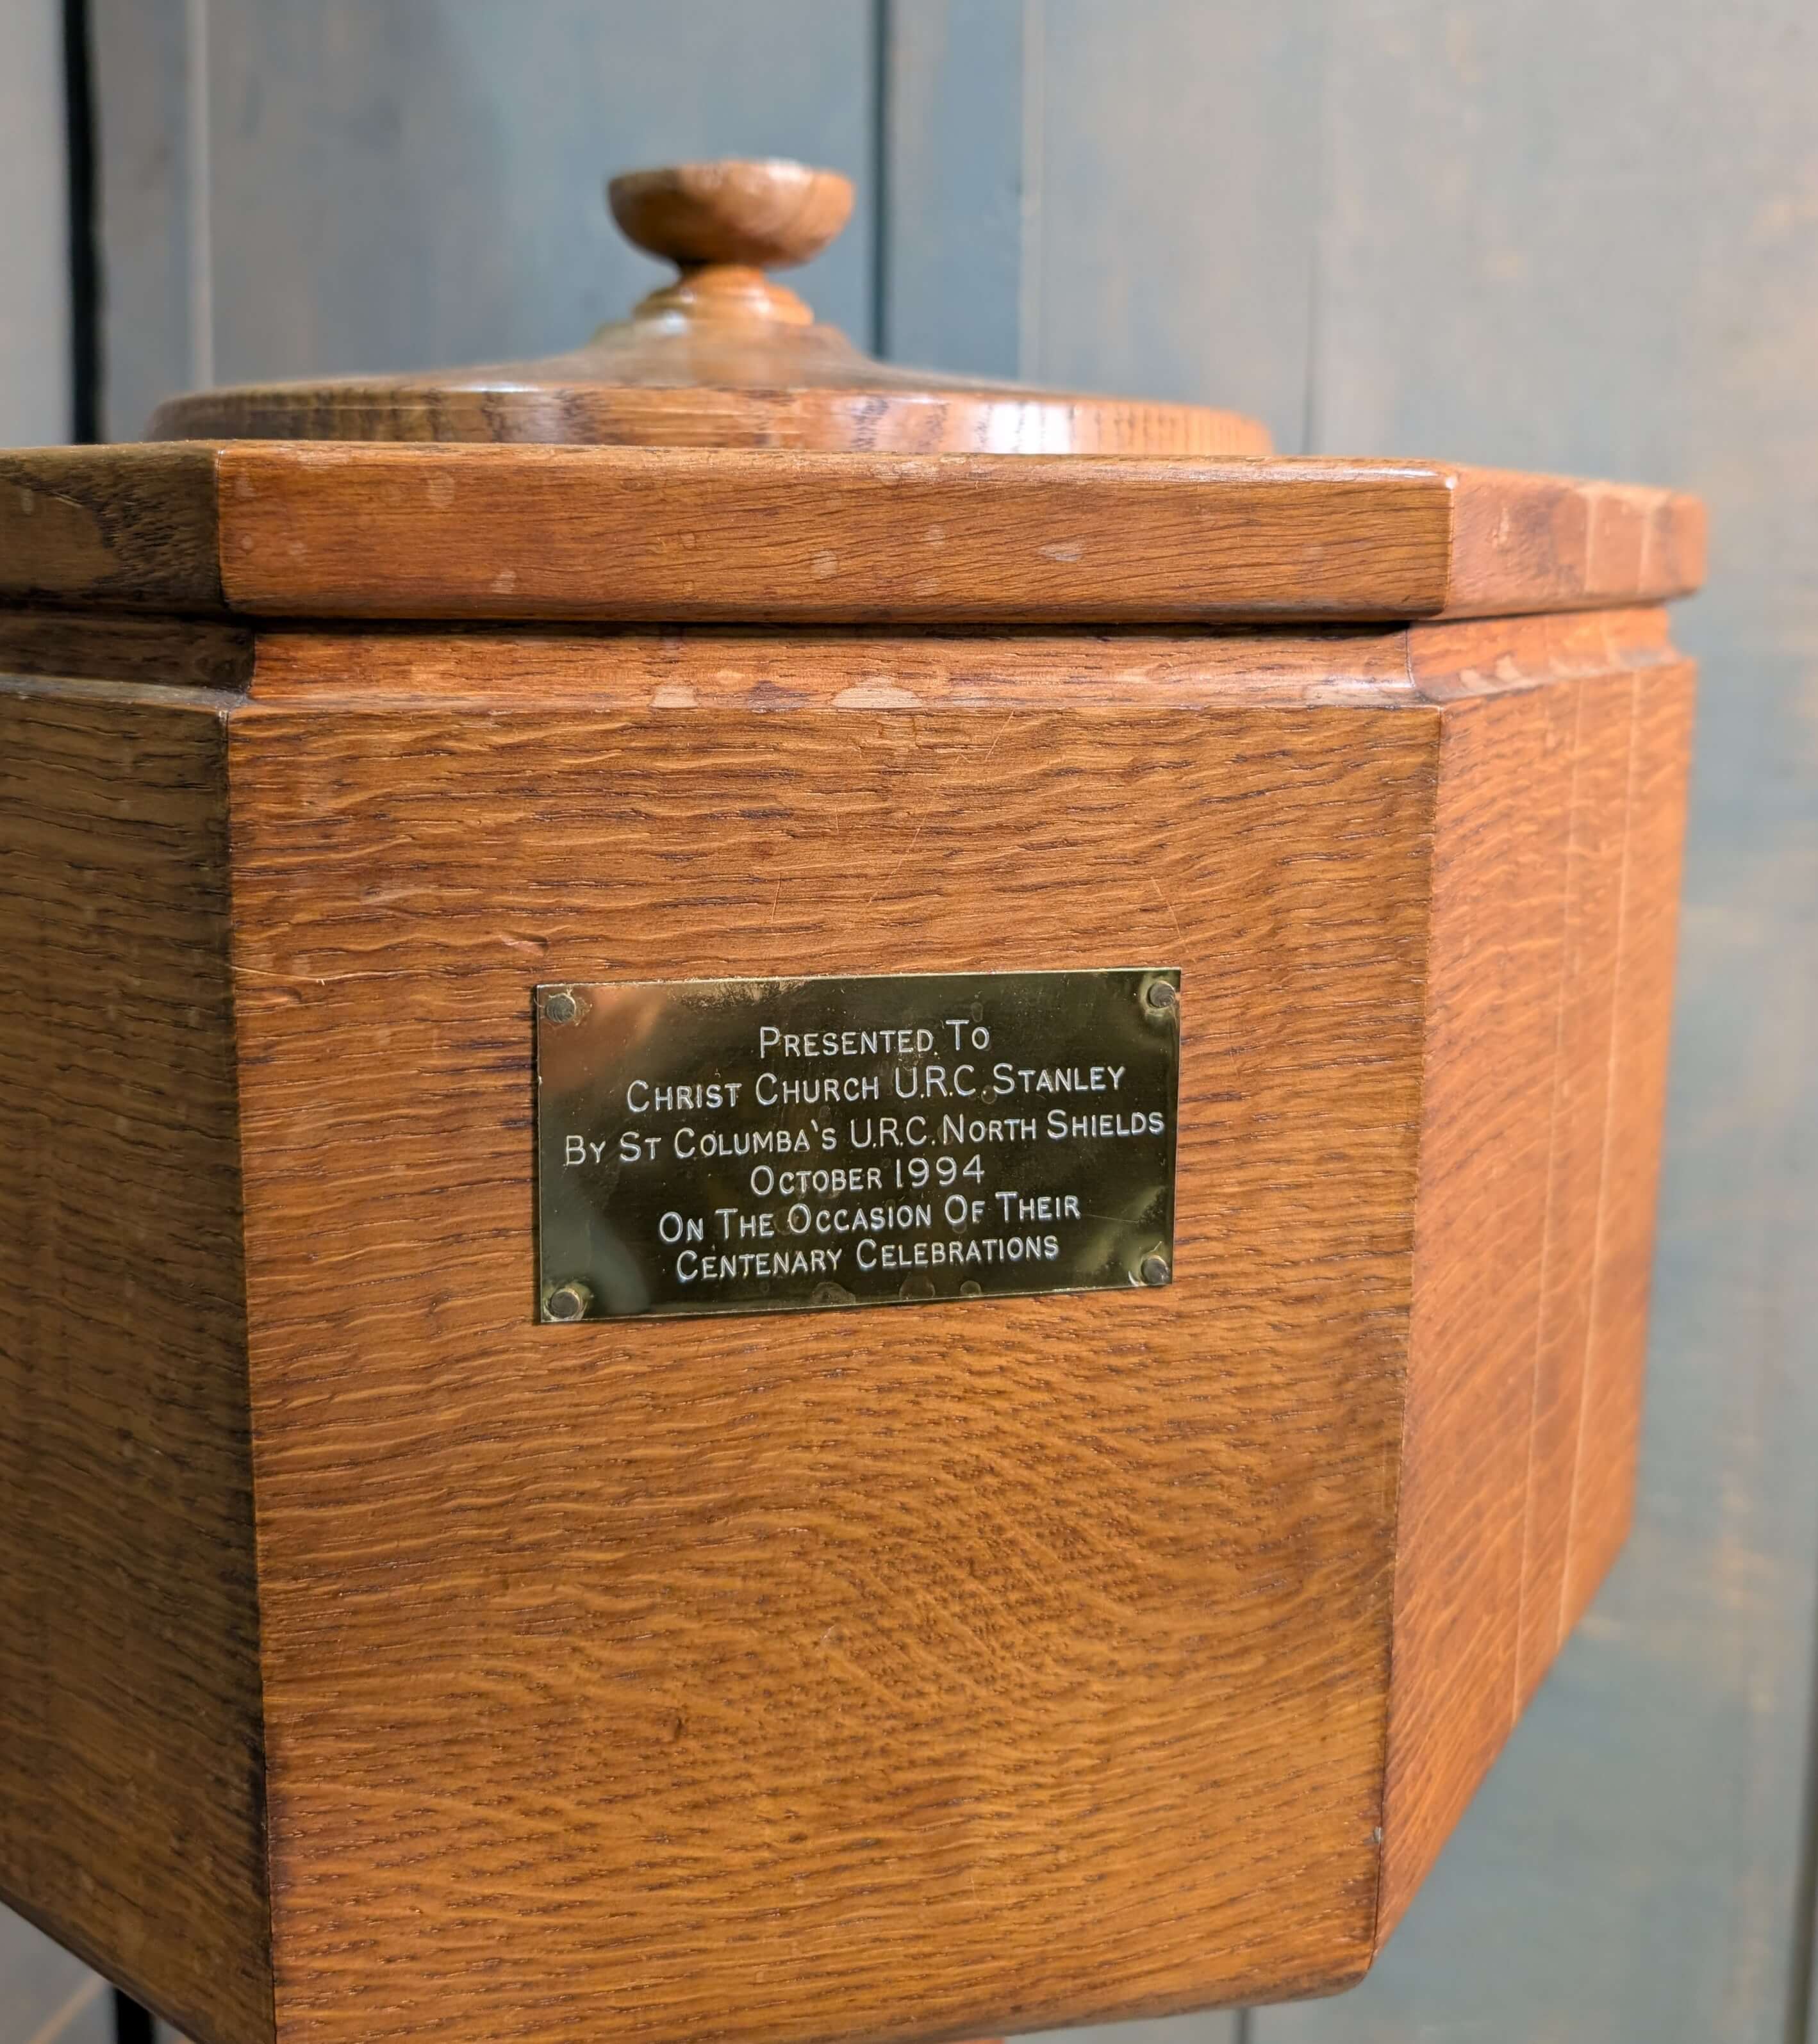 Presented To
Christ Church U.R.C. Stanley
By St Columba's U.R.C. North Shields
October 1994
On The Occasion Of Their
Centenary Celebrations